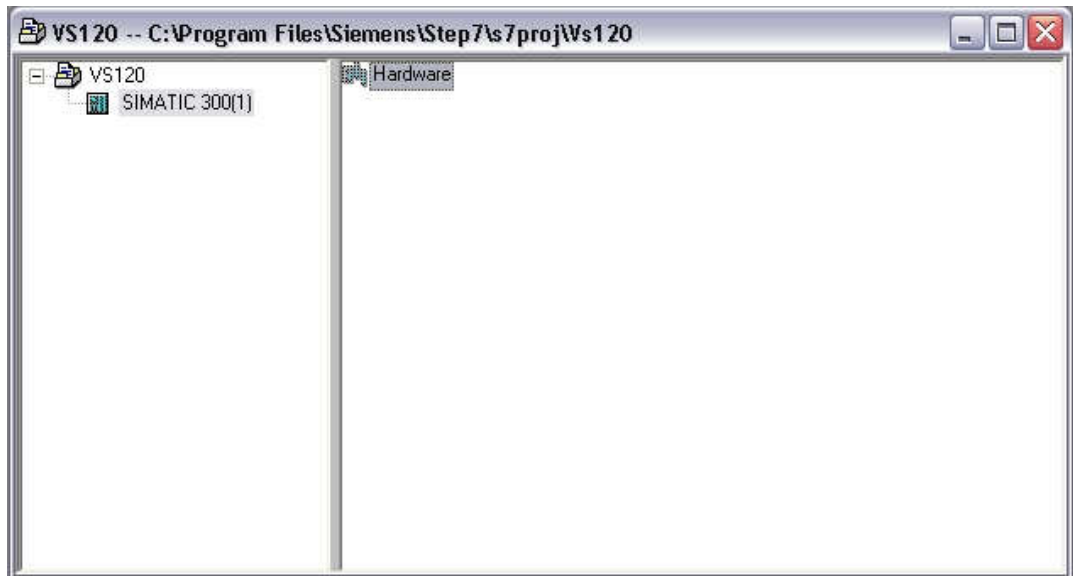 VS120 -- C:\Program Files\Siemens\Step7\s7proj\Vs120
VS120
SIMATIC 300(1)
Hardware